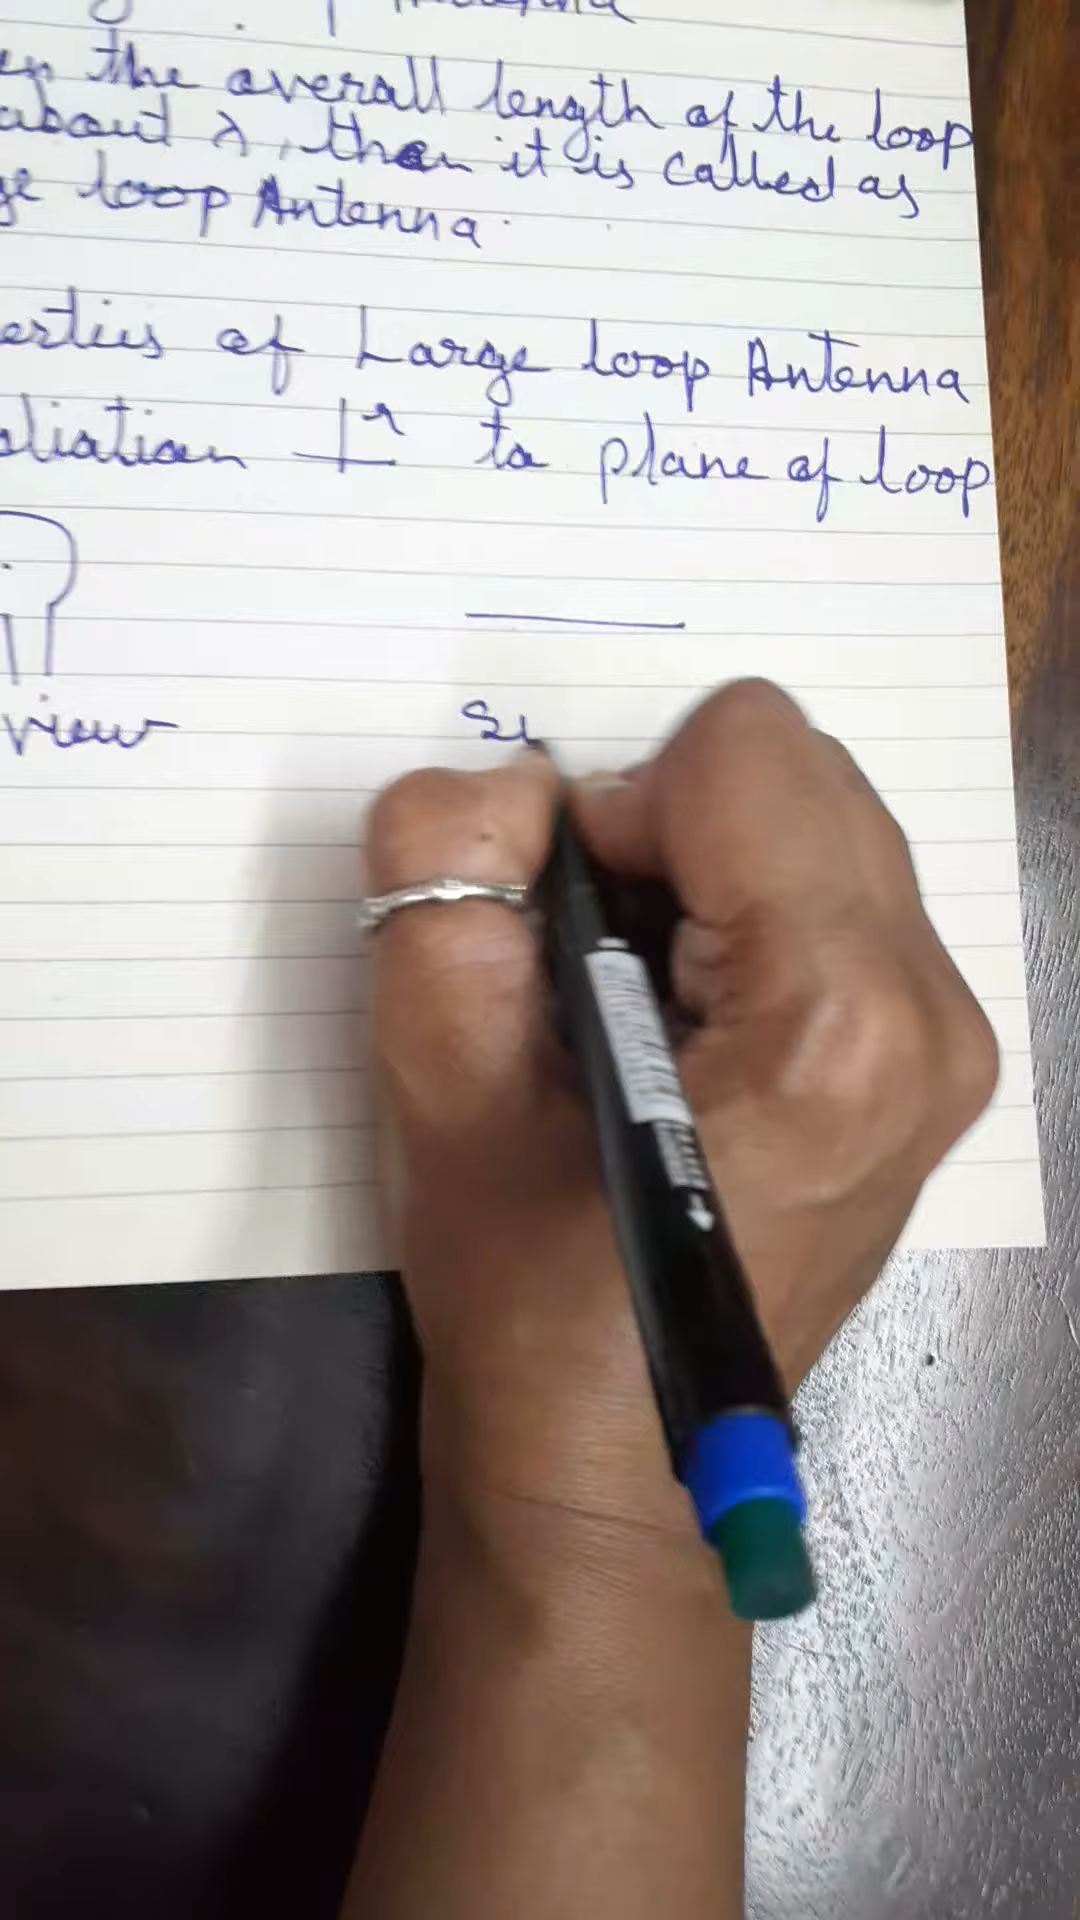 the overall length of the loop
about λ, then it is called as
loop Antenna.
of Large loop Antenna
⊥r to plane of loop
view